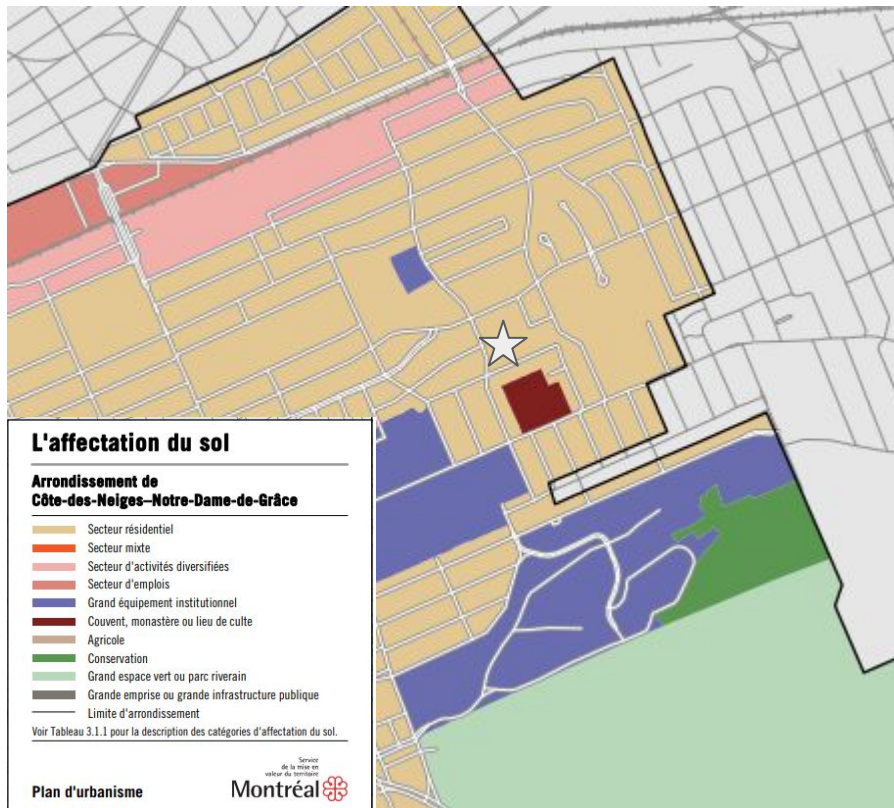 L'affectation du sol
Arrondissement de
Côte-des-Neiges–Notre-Dame-de-Grâce
Secteur résidentiel
Secteur mixte
Secteur d'activités diversifiées
Secteur d'emplois
Grand équipement institutionnel
Couvent, monastère ou lieu de culte
Agricole
Conservation
Grand espace vert ou parc riverain
Grande emprise ou grande infrastructure publique
Limite d'arrondissement
Voir Tableau 3.1.1 pour la description des catégories d'affectation du sol.
Service
de la mise en
valeur du territoire
Plan d'urbanisme
Montréal